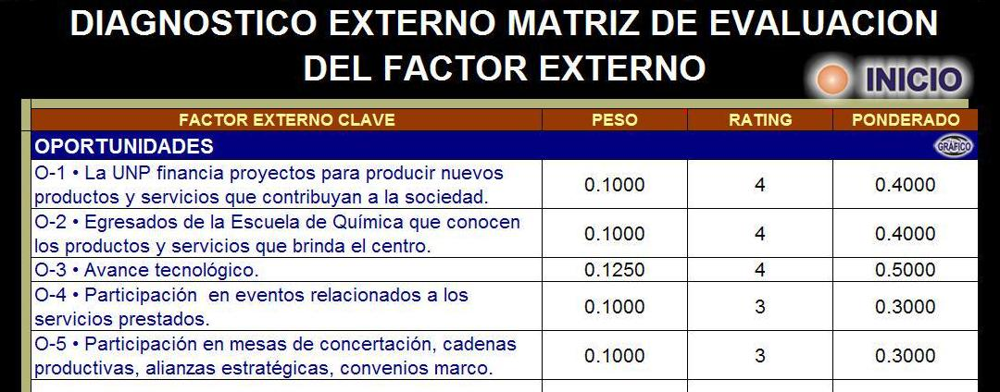 DIAGNOSTICO EXTERNO MATRIZ DE EVALUACION
DEL FACTOR EXTERNO
INICIO
FACTOR EXTERNO CLAVE PESO RATING PONDERADO
OPORTUNIDADES GRÁFICO
O-1 • La UNP financia proyectos para producir nuevos
productos y servicios que contribuyan a la sociedad. 0.1000 4 0.4000
O-2 • Egresados de la Escuela de Química que conocen
los productos y servicios que brinda el centro. 0.1000 4 0.4000
O-3 • Avance tecnológico. 0.1250 4 0.5000
O-4 • Participación en eventos relacionados a los
servicios prestados. 0.1000 3 0.3000
O-5 • Participación en mesas de concertación, cadenas
productivas, alianzas estratégicas, convenios marco. 0.1000 3 0.3000